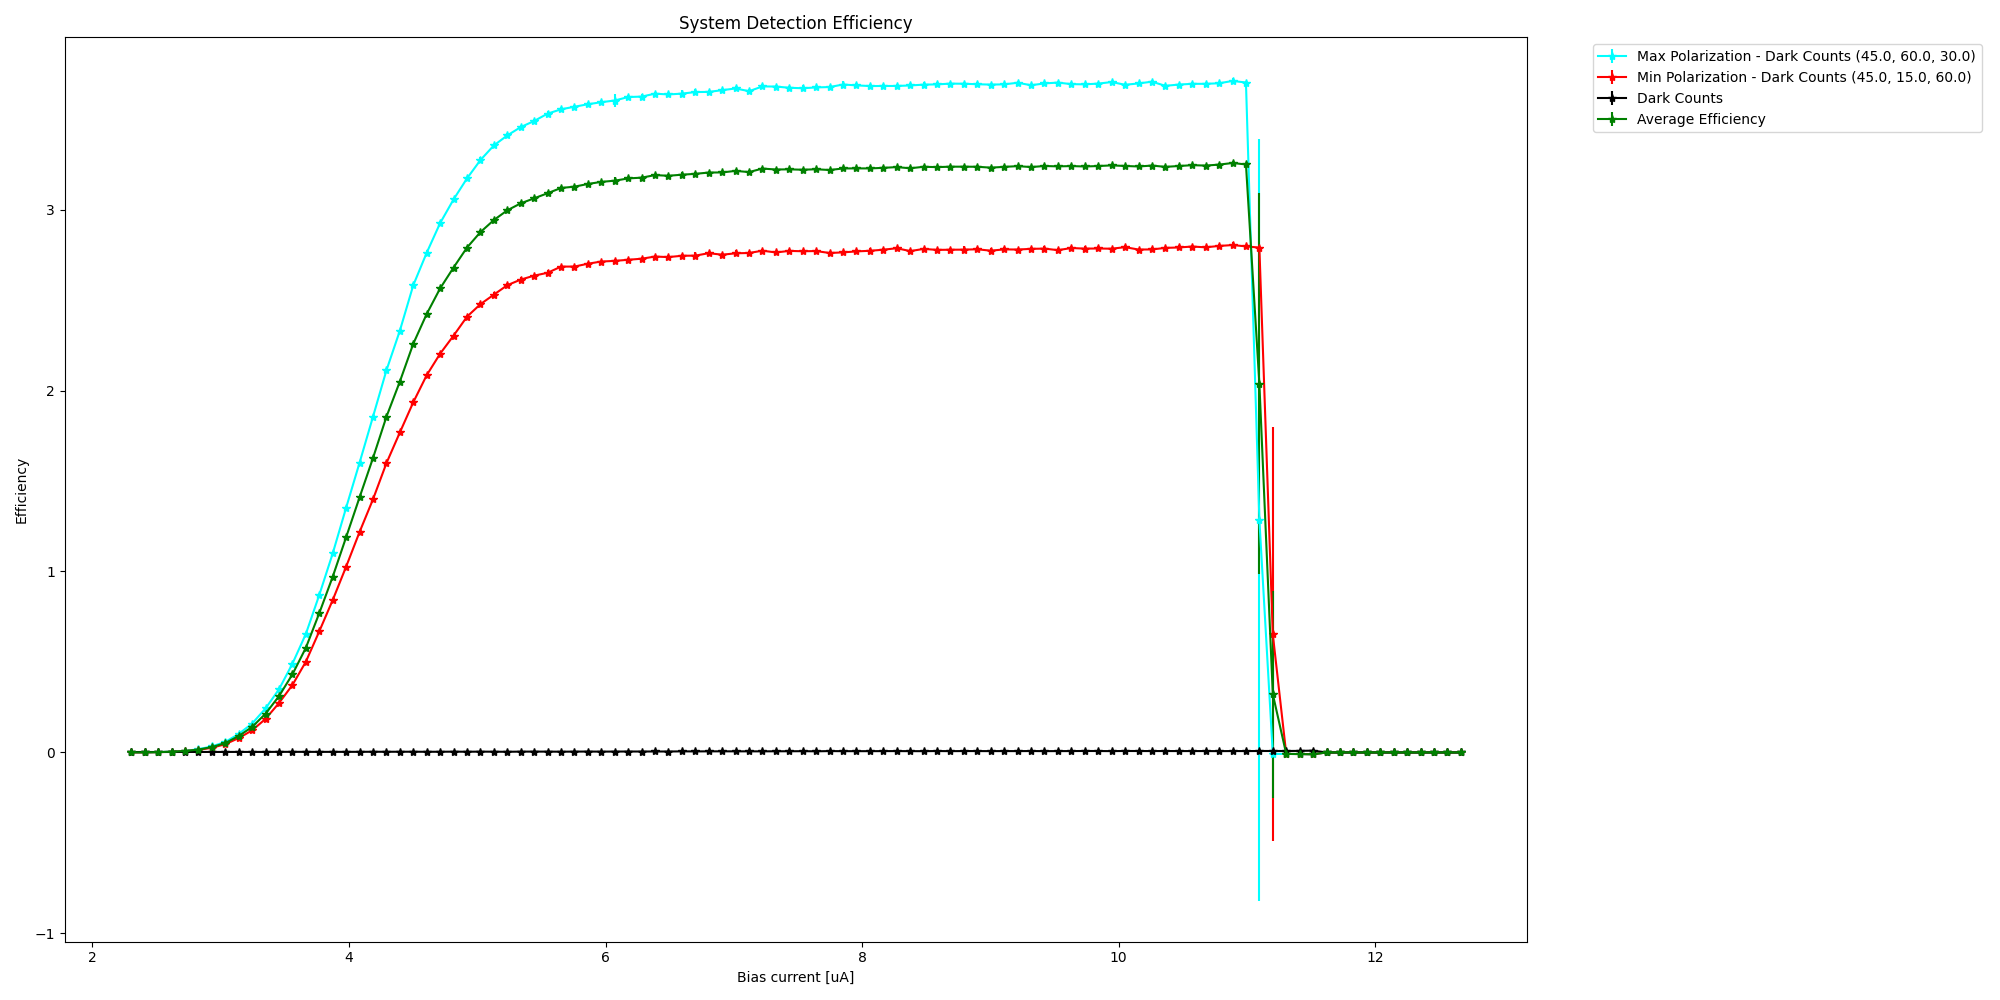 System Detection Efficiency
Max Polarization - Dark Counts (45.0, 60.0, 30.0)
Min Polarization - Dark Counts (45.0, 15.0, 60.0)
Dark Counts
Average Efficiency
Efficiency
3
2
1
0
−1
2 4 6 8 10 12
Bias current [uA]